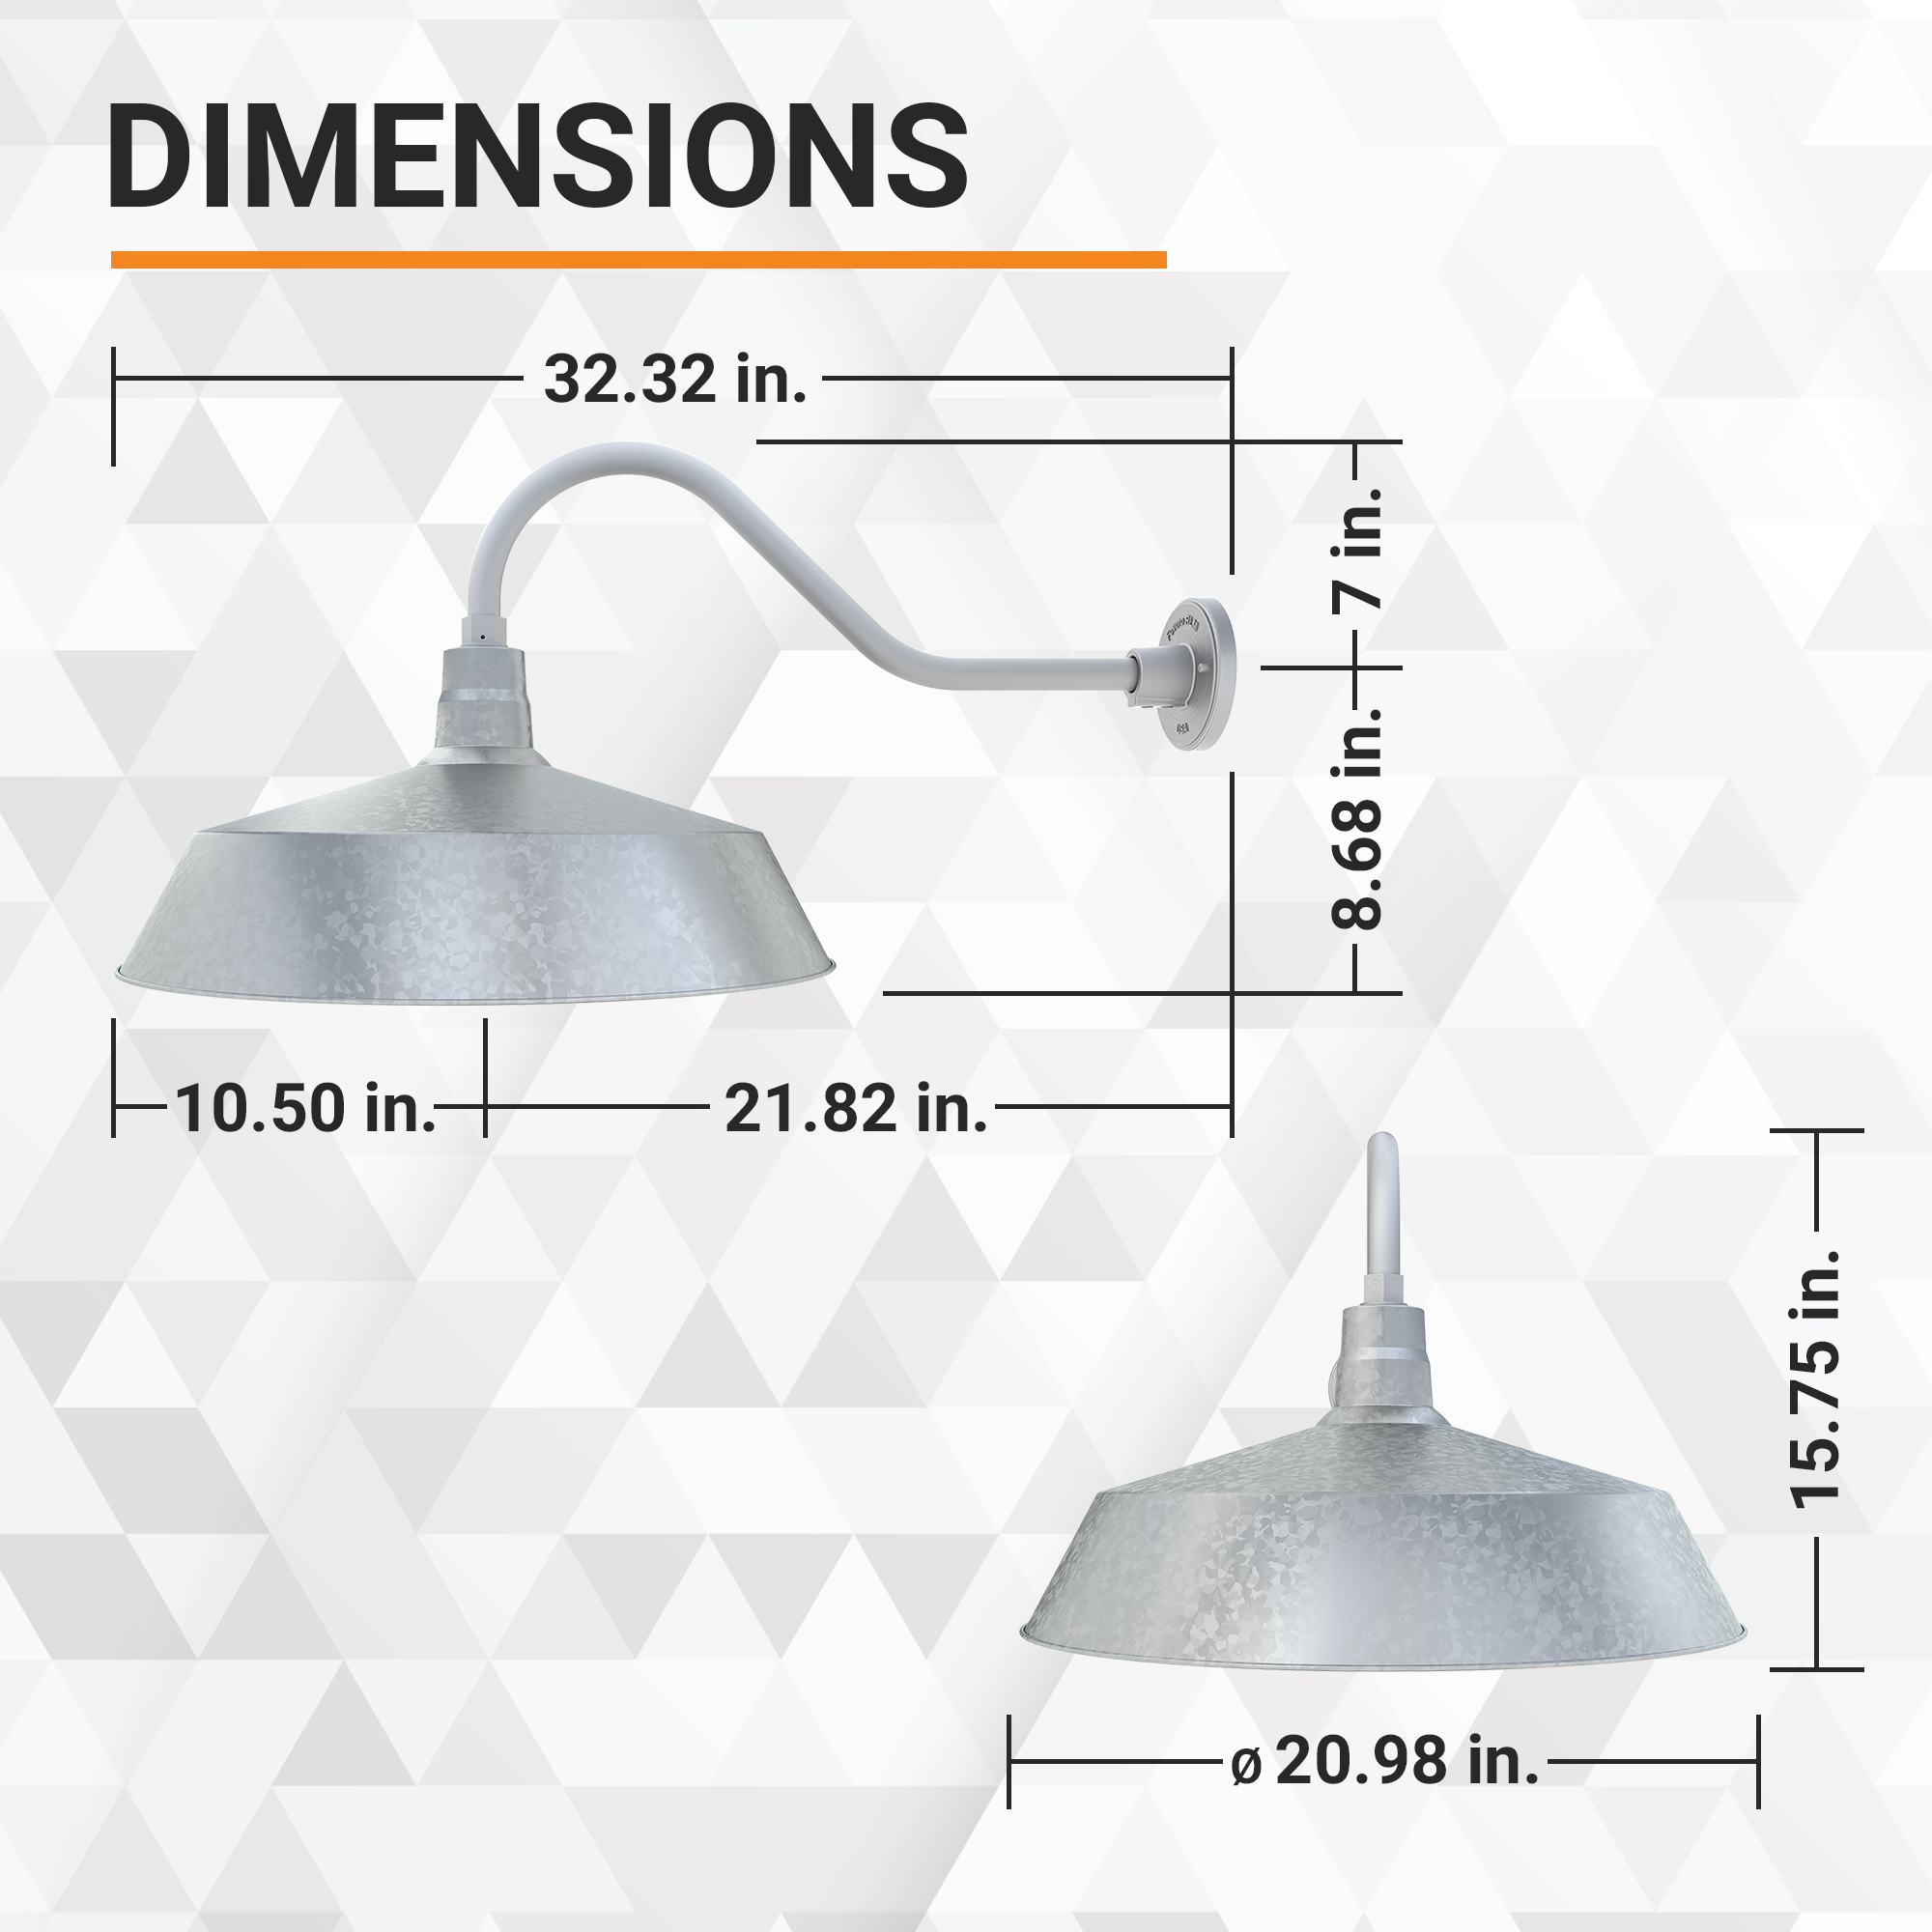 DIMENSIONS
32.32 in.
7 in.
8.68 in.
10.50 in.
21.82 in.
15.75 in.
ø 20.98 in.